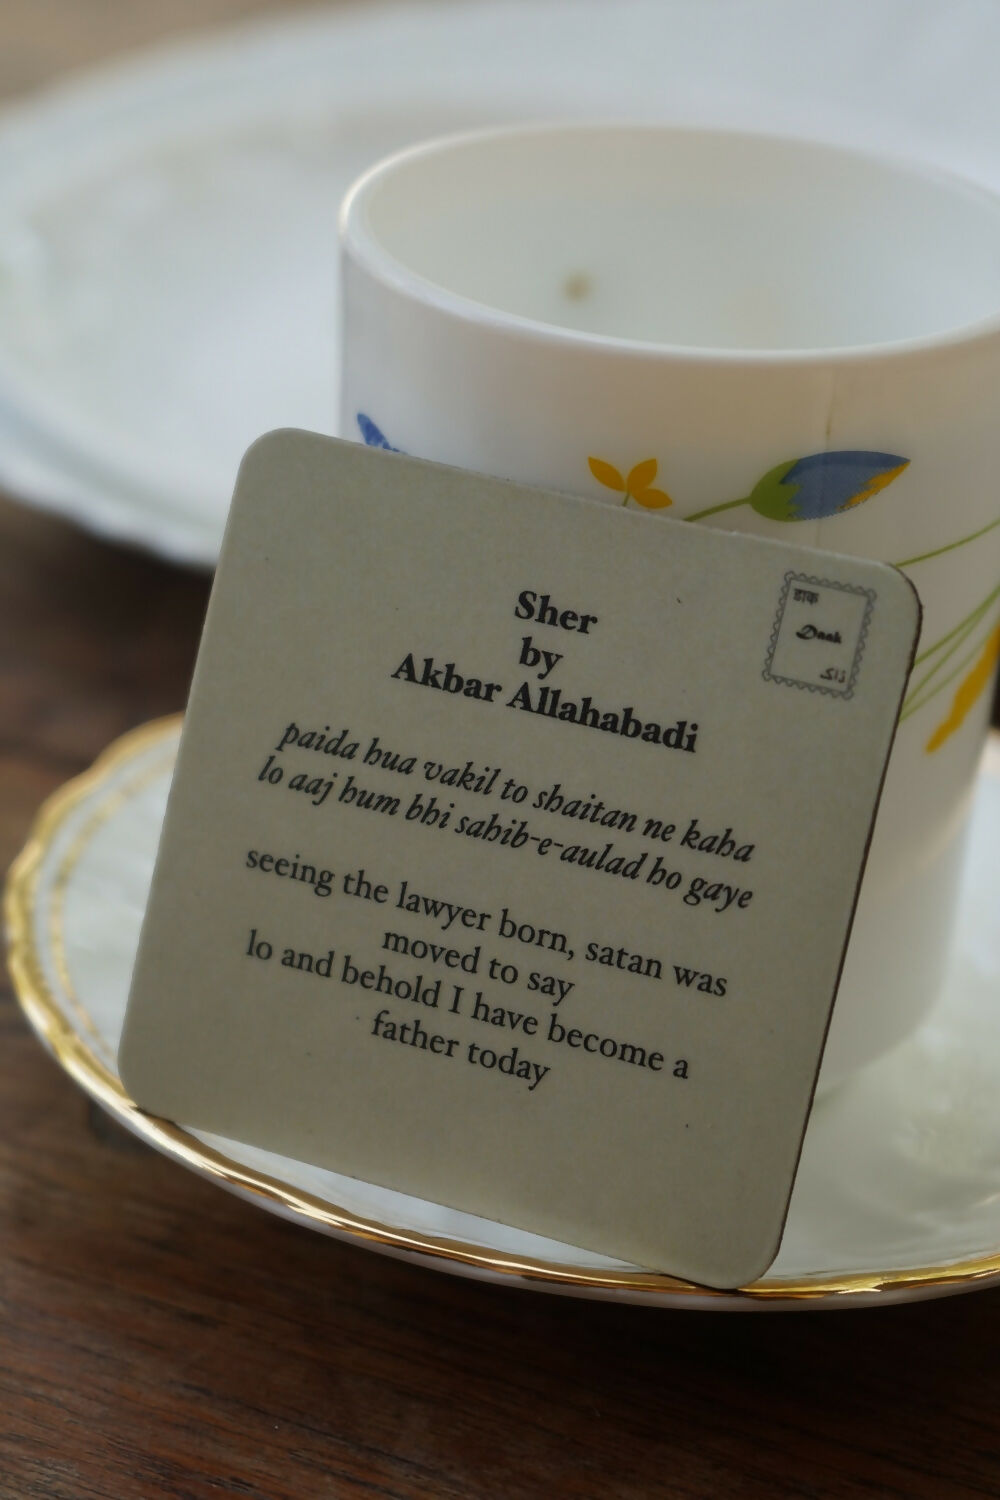 Sher
by
Akbar Allahabadi
डाक
Daak
ڈاک
paida hua vakil to shaitan ne kaha
lo aaj hum bhi sahib-e-aulad ho gaye
seeing the lawyer born, satan was
moved to say
lo and behold I have become a
father today